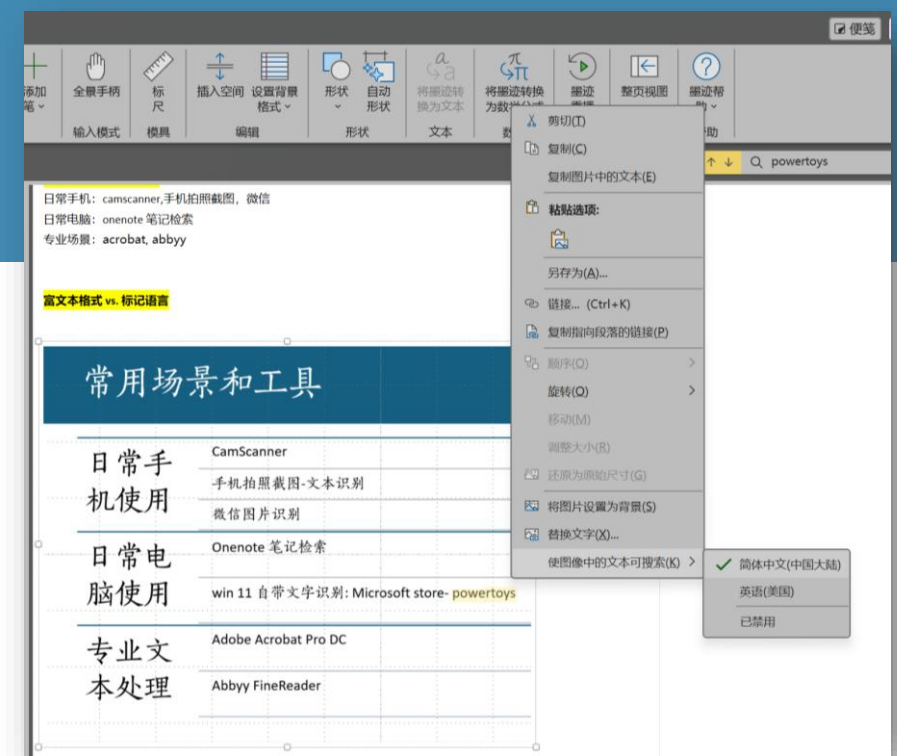 便笺
添加
笔
全景手柄
标
尺
插入空间
设置背景
格式
形状
自动
形状
将墨迹转
换为文本
将墨迹转换
为数学公式
墨迹
重播
整页视图
墨迹帮
助
输入模式
模具
编辑
形状
文本
数
助
powertoys
日常手机：camscanner,手机拍照截图，微信
日常电脑：onenote 笔记检索
专业场景：acrobat, abbyy
富文本格式 vs. 标记语言
常用场景和工具
日常手
机使用
CamScanner
手机拍照截图-文本识别
微信图片识别
日常电
脑使用
Onenote 笔记检索
win 11 自带文字识别: Microsoft store- powertoys
专业文
本处理
Adobe Acrobat Pro DC
Abbyy FineReader
剪切(T)
复制(C)
复制图片中的文本(E)
粘贴选项:
另存为(A)...
链接... (Ctrl+K)
复制指向段落的链接(P)
顺序(O)
旋转(O)
移动(M)
调整大小(R)
还原为原始尺寸(G)
将图片设置为背景(S)
替换文字(X)...
使图像中的文本可搜索(K)
简体中文(中国大陆)
英语(美国)
已禁用